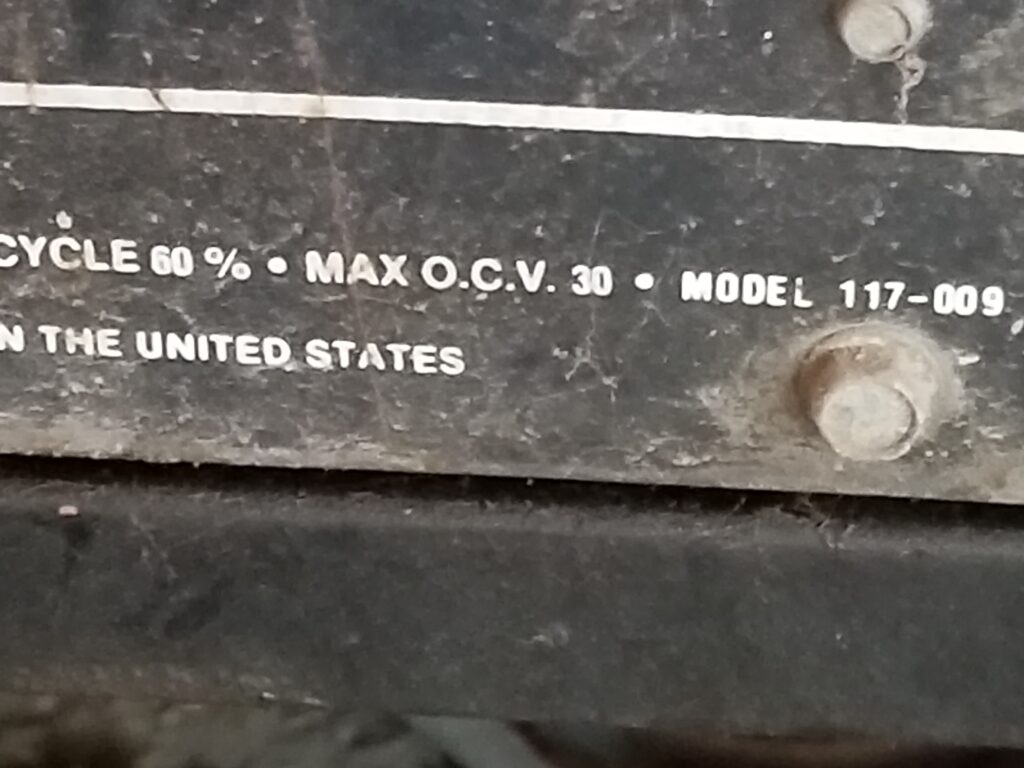 CYCLE 60 % • MAX O.C.V. 30 • MODEL 117-009
N THE UNITED STATES